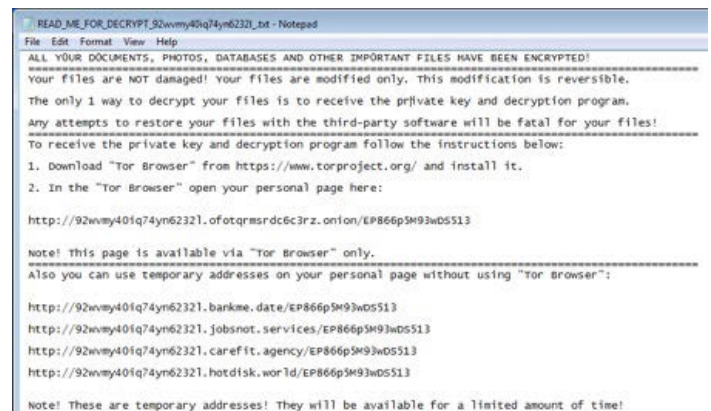 READ_ME_FOR_DECRYPT_92wvmy40iq74yn6232l_.txt - Notepad
File Edit Format View Help
ALL YOUR DOCUMENTS, PHOTOS, DATABASES AND OTHER IMPORTANT FILES HAVE BEEN ENCRYPTED!
Your files are NOT damaged! Your files are modified only. This modification is reversible.
The only 1 way to decrypt your files is to receive the private key and decryption program.
Any attempts to restore your files with the third-party software will be fatal for your files!
To receive the private key and decryption program follow the instructions below:
1. Download "Tor Browser" from https://www.torproject.org/ and install it.
2. In the "Tor Browser" open your personal page here:
http://92wvmy40iq74yn6232l.ofotqrmsrdc6c3rz.onion/EP866p5M93wDS513
Note! This page is available via "Tor Browser" only.
Also you can use temporary addresses on your personal page without using "Tor Browser":
http://92wvmy40iq74yn6232l.bankme.date/EP866p5M93wDS513
http://92wvmy40iq74yn6232l.jobsnot.services/EP866p5M93wDS513
http://92wvmy40iq74yn6232l.carefit.agency/EP866p5M93wDS513
http://92wvmy40iq74yn6232l.hotdisk.world/EP866p5M93wDS513
Note! These are temporary addresses! They will be available for a limited amount of time!